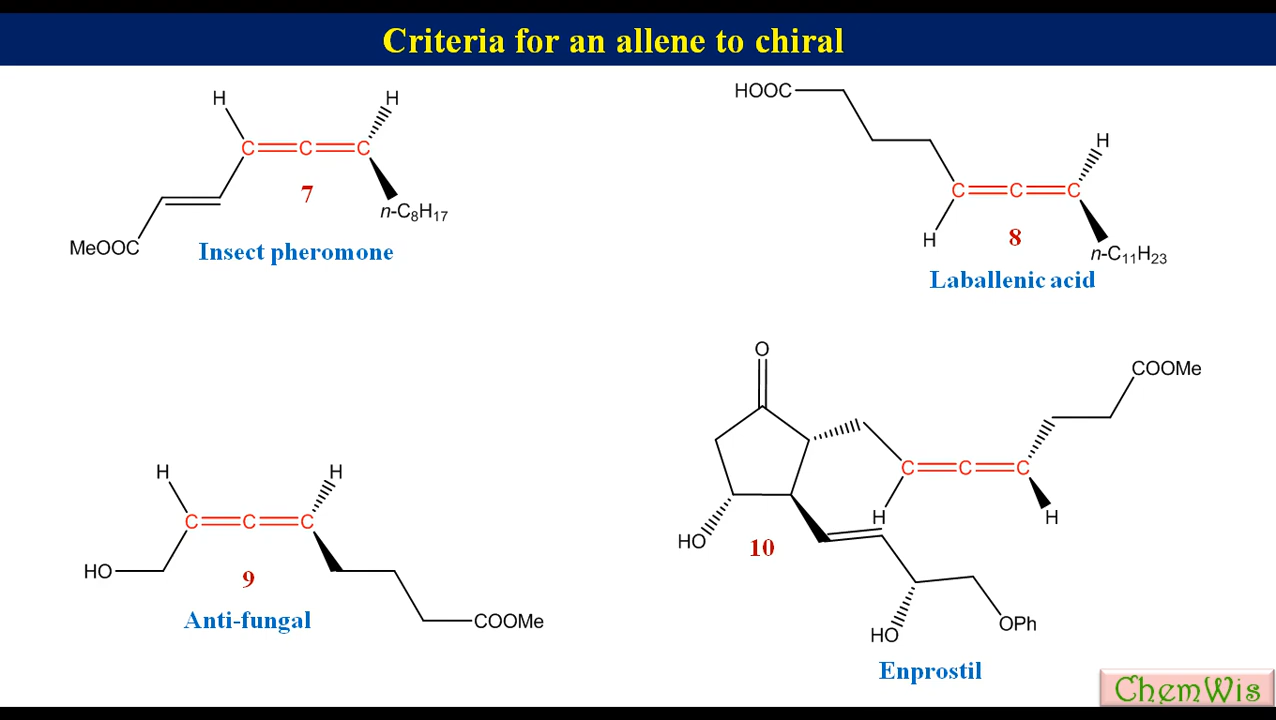 Criteria for an allene to chiral
H
H
C
C
C
7
n-C8H17
MeOOC
Insect pheromone
HOOC
H
C
C
C
H
8
n-C11H23
Laballenic acid
H
H
C
C
C
HO
9
COOMe
Anti-fungal
O
COOMe
C
C
C
H
H
HO
10
HO
OPh
Enprostil
ChemWis